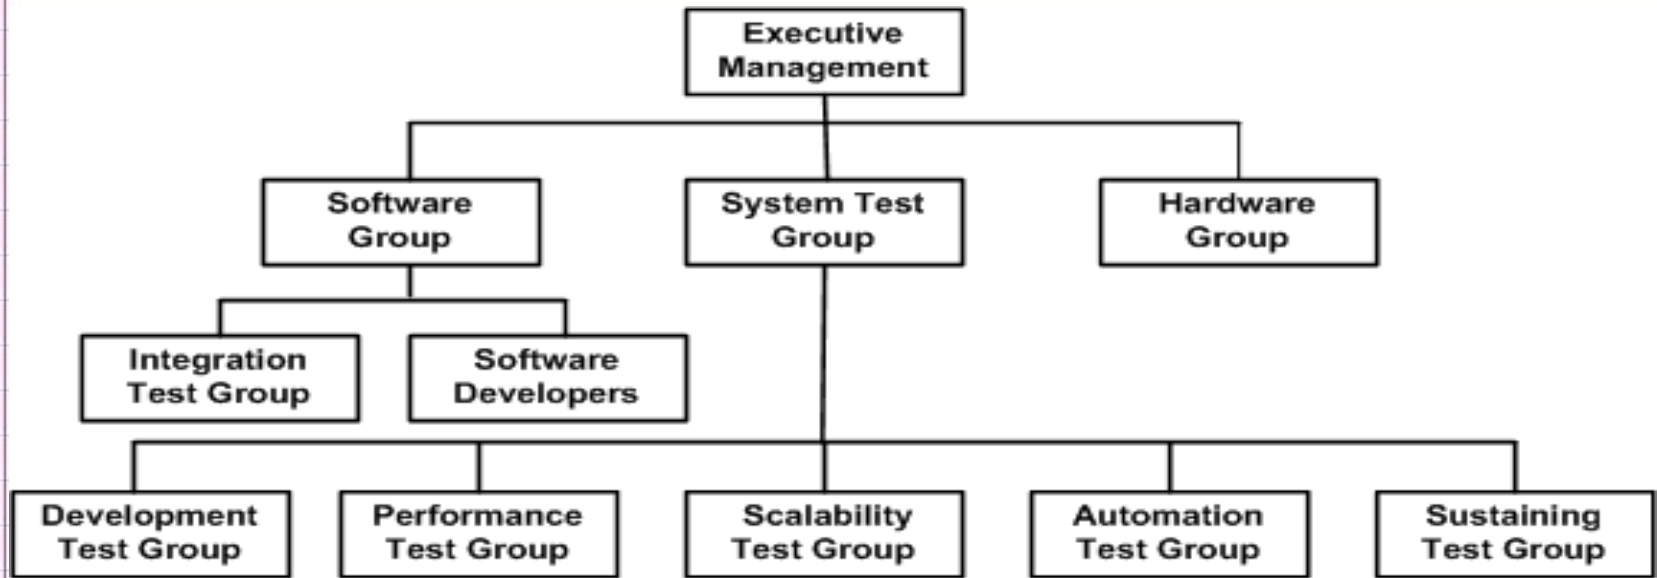 Executive
Management
Software
Group
System Test
Group
Hardware
Group
Integration
Test Group
Software
Developers
Development
Test Group
Performance
Test Group
Scalability
Test Group
Automation
Test Group
Sustaining
Test Group